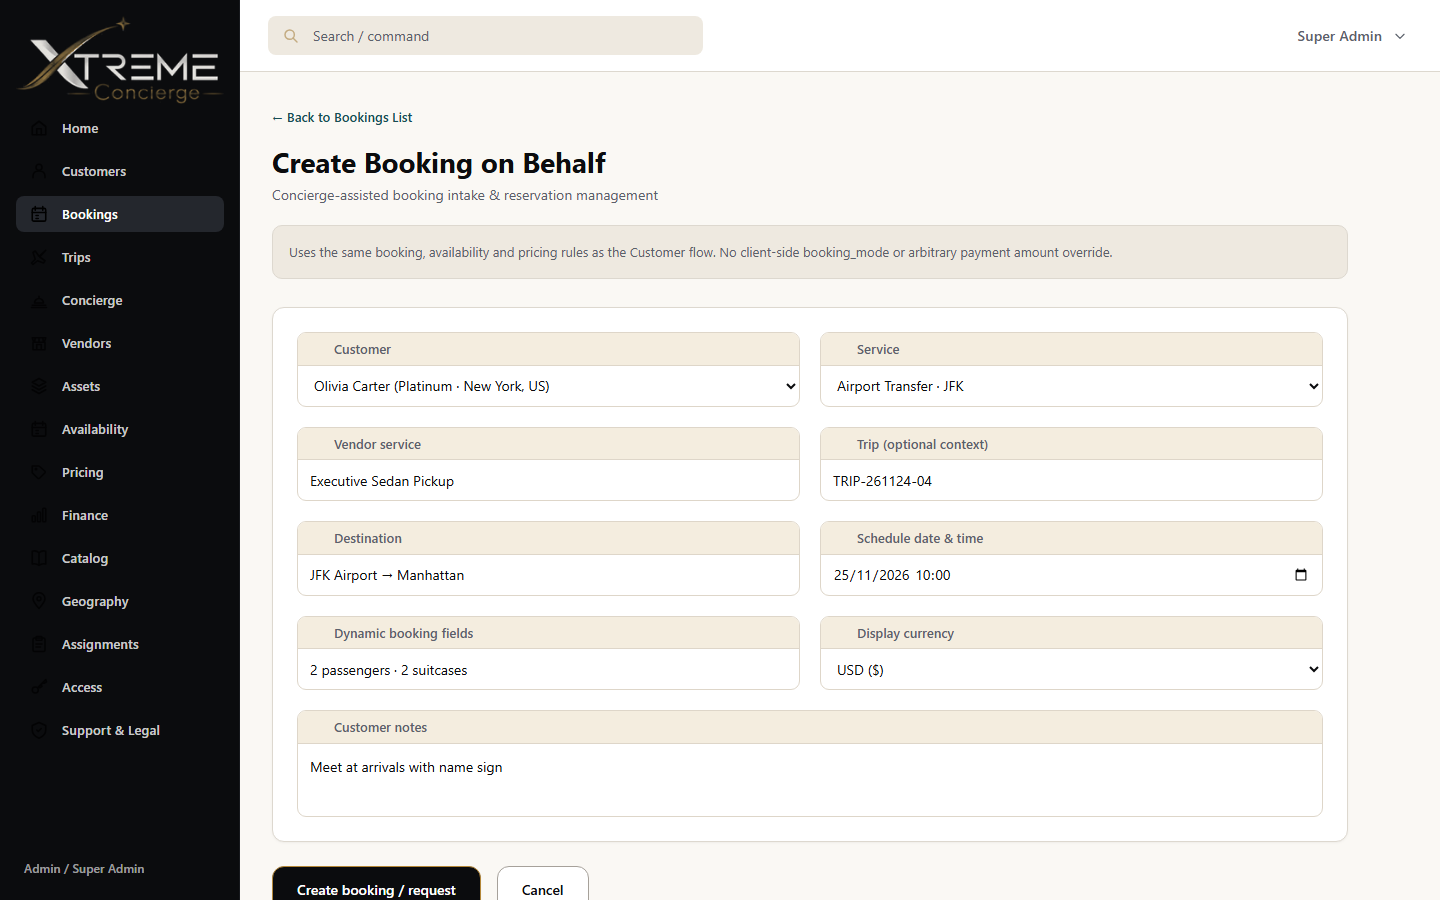 XTREME
Concierge
Home
Customers
Bookings
Trips
Concierge
Vendors
Assets
Availability
Pricing
Finance
Catalog
Geography
Assignments
Access
Support & Legal
Admin / Super Admin
Search / command
Super Admin
← Back to Bookings List
Create Booking on Behalf
Concierge-assisted booking intake & reservation management
Uses the same booking, availability and pricing rules as the Customer flow. No client-side booking_mode or arbitrary payment amount override.
Customer
Olivia Carter (Platinum · New York, US)
Service
Airport Transfer · JFK
Vendor service
Executive Sedan Pickup
Trip (optional context)
TRIP-261124-04
Destination
JFK Airport → Manhattan
Schedule date & time
25/11/2026 10:00
Dynamic booking fields
2 passengers · 2 suitcases
Display currency
USD ($)
Customer notes
Meet at arrivals with name sign
Create booking / request
Cancel